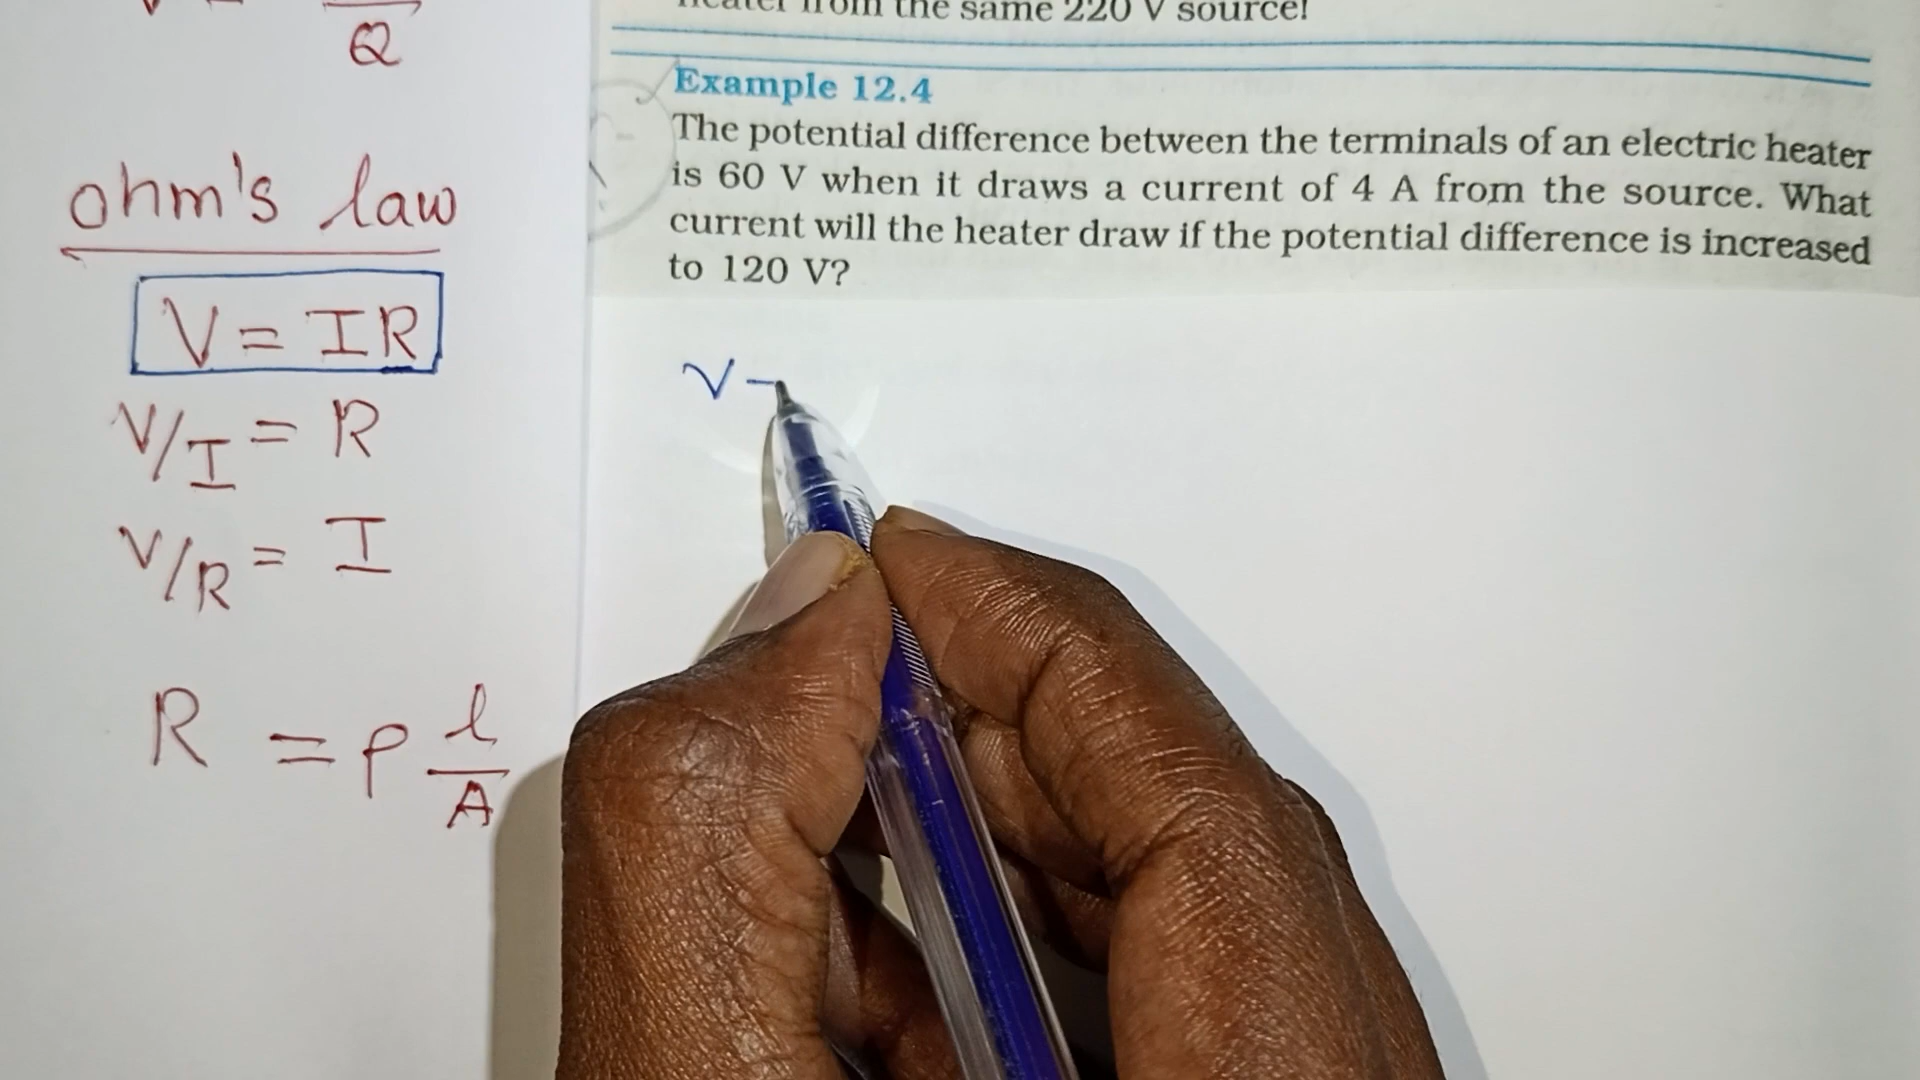 Q
ohm's law
V = IR
V/I = R
V/R = I
R = ρ l/A
heater from the same 220 V source!
Example 12.4
The potential difference between the terminals of an electric heater
is 60 V when it draws a current of 4 A from the source. What
current will the heater draw if the potential difference is increased
to 120 V?
V -